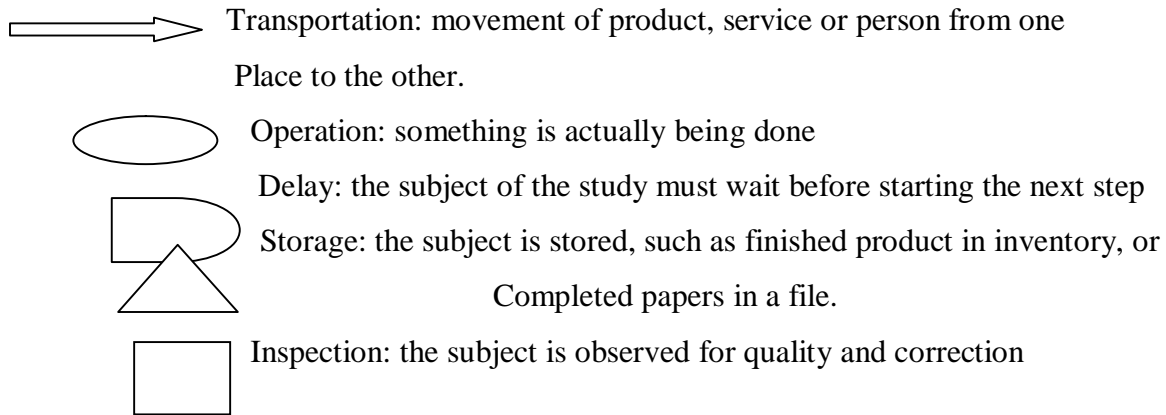 Transportation: movement of product, service or person from one
Place to the other.
Operation: something is actually being done
Delay: the subject of the study must wait before starting the next step
Storage: the subject is stored, such as finished product in inventory, or
Completed papers in a file.
Inspection: the subject is observed for quality and correction